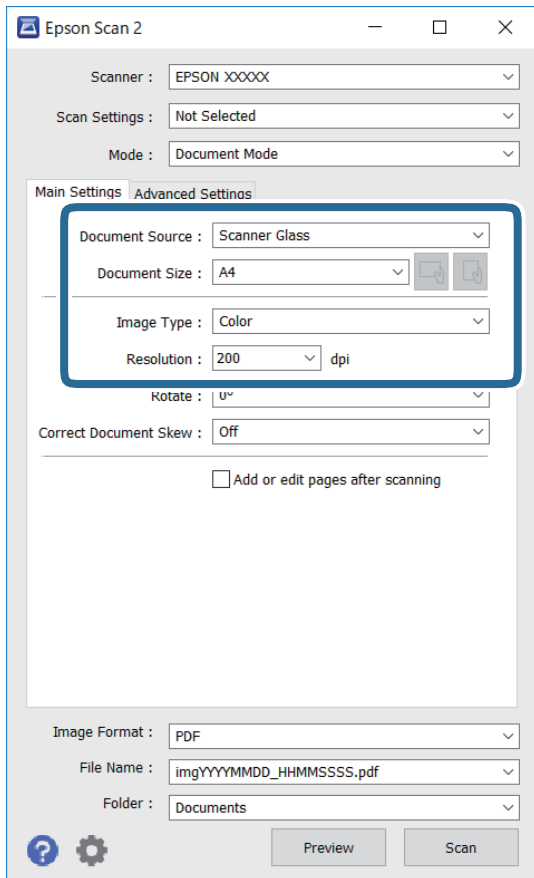 Epson Scan 2
Scanner : EPSON XXXXX
Scan Settings : Not Selected
Mode : Document Mode
Main Settings Advanced Settings
Document Source : Scanner Glass
Document Size : A4
Image Type : Color
Resolution : 200 dpi
Rotate : 0°
Correct Document Skew : Off
Add or edit pages after scanning
Image Format : PDF
File Name : imgYYYYMMDD_HHMMSSSS.pdf
Folder : Documents
? Preview Scan